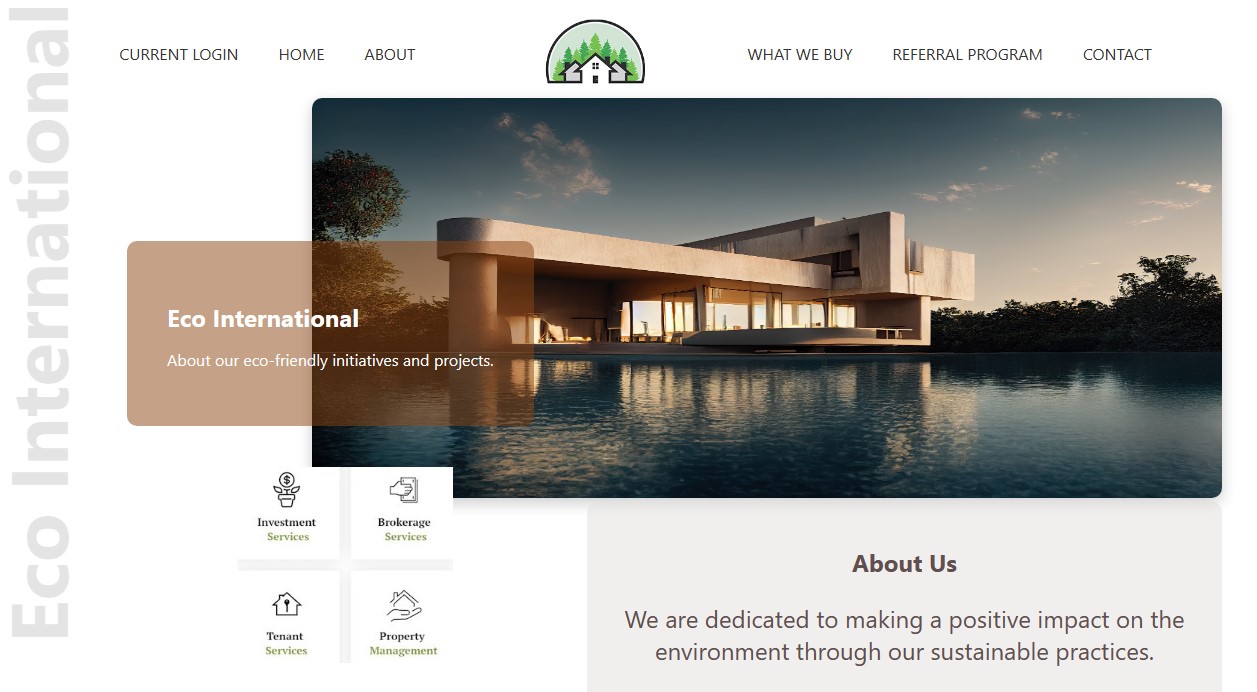 Eco International
CURRENT LOGIN HOME ABOUT WHAT WE BUY REFERRAL PROGRAM CONTACT
Eco International
About our eco-friendly initiatives and projects.
Investment
Services
Brokerage
Services
Tenant
Services
Property
Management
About Us
We are dedicated to making a positive impact on the
environment through our sustainable practices.